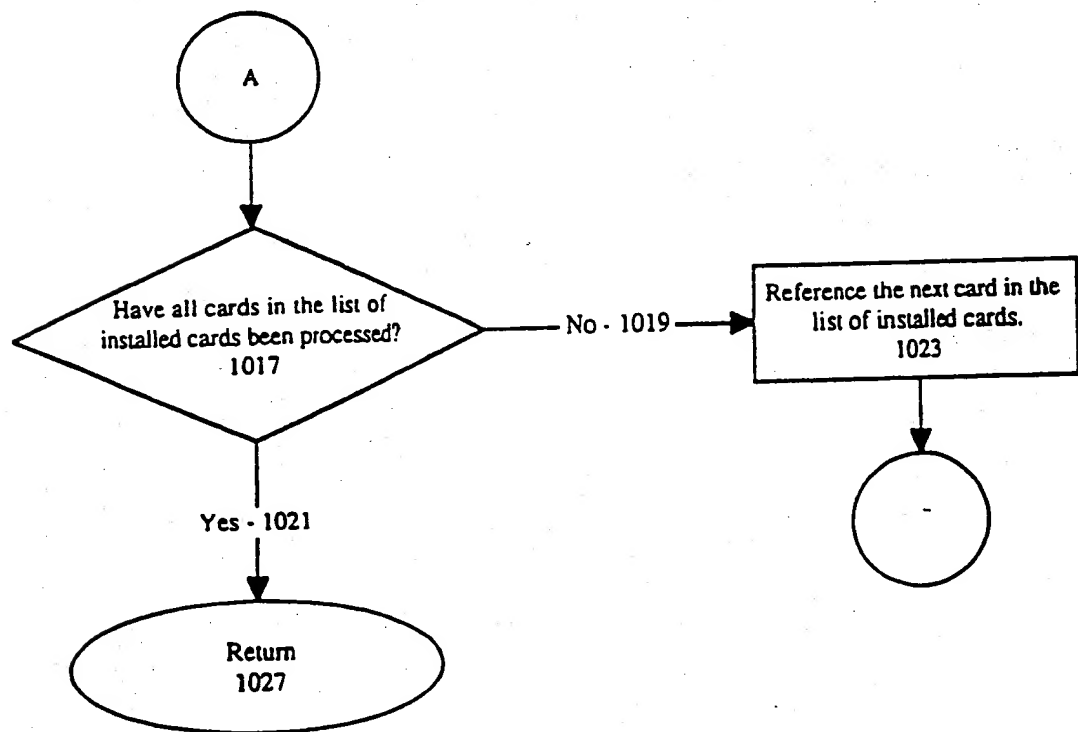 A
Have all cards in the list of
installed cards been processed?
1017
No - 1019
Reference the next card in the
list of installed cards.
1023
Yes - 1021
Return
1027